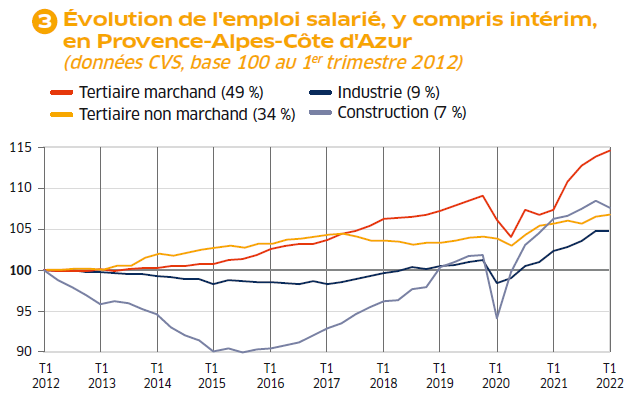 3 Évolution de l'emploi salarié, y compris intérim,
en Provence-Alpes-Côte d'Azur
(données CVS, base 100 au 1er trimestre 2012)
Tertiaire marchand (49 %) Industrie (9 %)
Tertiaire non marchand (34 %) Construction (7 %)
115
110
105
100
95
90
T1 T1 T1 T1 T1 T1 T1 T1 T1 T1 T1
2012 2013 2014 2015 2016 2017 2018 2019 2020 2021 2022